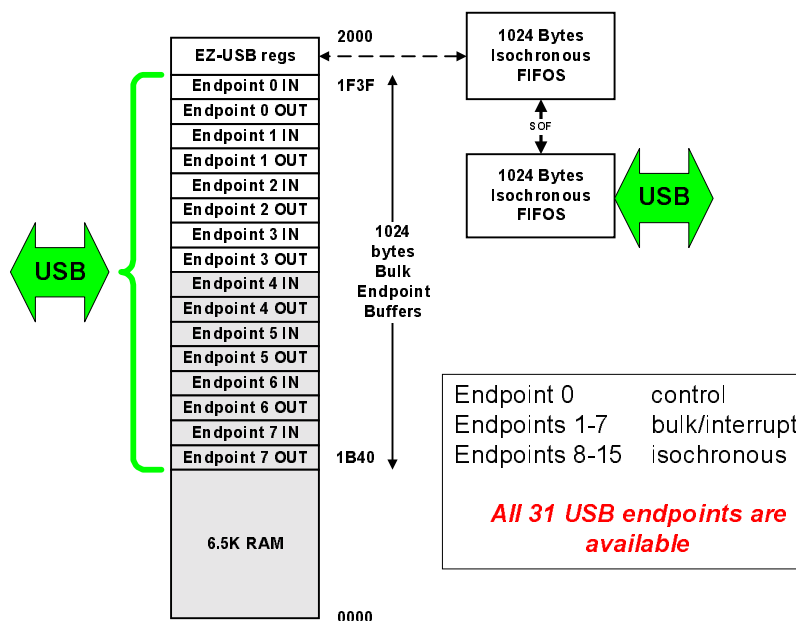 2000
EZ-USB regs
1F3F
Endpoint 0 IN
Endpoint 0 OUT
Endpoint 1 IN
Endpoint 1 OUT
Endpoint 2 IN
Endpoint 2 OUT
Endpoint 3 IN
Endpoint 3 OUT
Endpoint 4 IN
Endpoint 4 OUT
Endpoint 5 IN
Endpoint 5 OUT
Endpoint 6 IN
Endpoint 6 OUT
Endpoint 7 IN
Endpoint 7 OUT
1B40
6.5K RAM
0000
USB
1024
bytes
Bulk
Endpoint
Buffers
1024 Bytes
Isochronous
FIFOS
SOF
1024 Bytes
Isochronous
FIFOS
USB
Endpoint 0 control
Endpoints 1-7 bulk/interrupt
Endpoints 8-15 isochronous
All 31 USB endpoints are
available